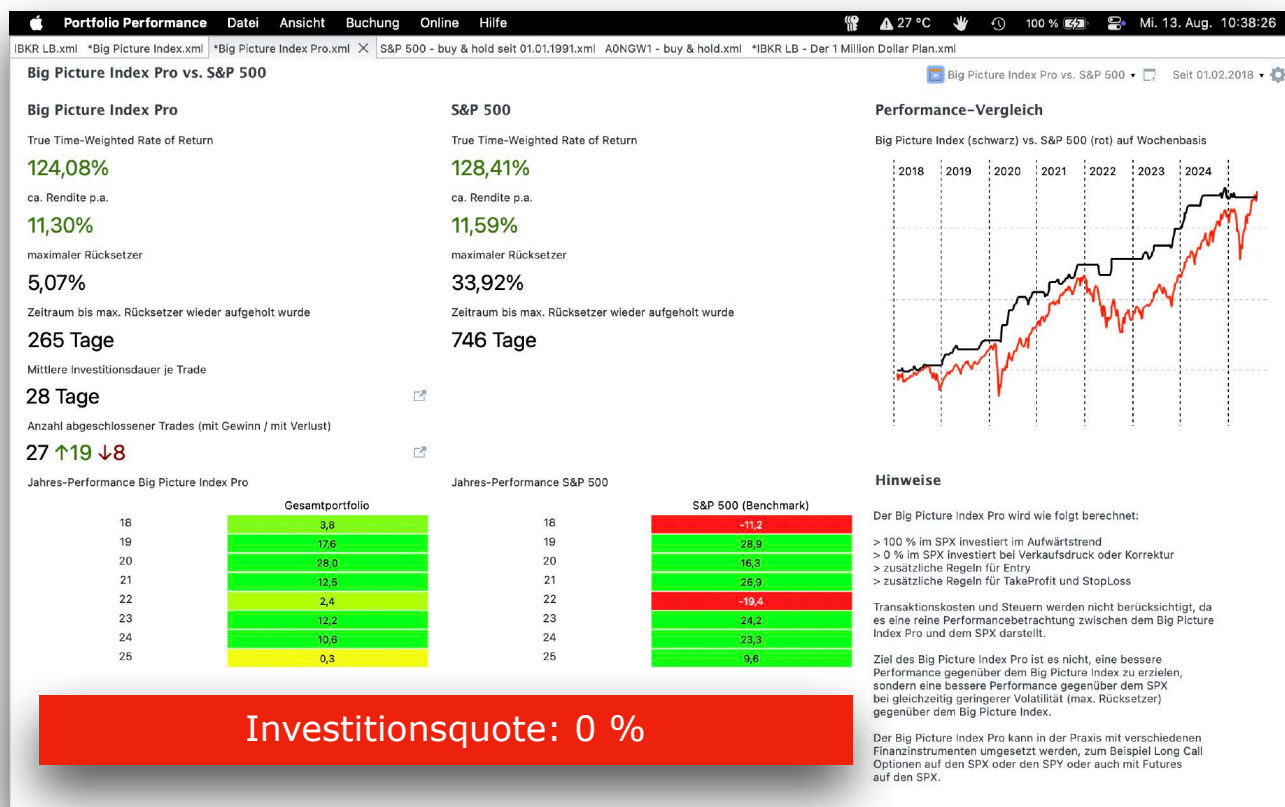 Portfolio Performance Datei Ansicht Buchung Online Hilfe 27 °C 100 % Mi. 13. Aug. 10:38:26
IBKR LB.xml *Big Picture Index.xml *Big Picture Index Pro.xml S&P 500 - buy & hold seit 01.01.1991.xml A0NGW1 - buy & hold.xml *IBKR LB - Der 1 Million Dollar Plan.xml
Big Picture Index Pro vs. S&P 500
Big Picture Index Pro vs. S&P 500 Seit 01.02.2018
Big Picture Index Pro
True Time-Weighted Rate of Return
124,08%
ca. Rendite p.a.
11,30%
maximaler Rücksetzer
5,07%
Zeitraum bis max. Rücksetzer wieder aufgeholt wurde
265 Tage
Mittlere Investitionsdauer je Trade
28 Tage
Anzahl abgeschlossener Trades (mit Gewinn / mit Verlust)
27 ↑19 ↓8
Jahres-Performance Big Picture Index Pro
Gesamtportfolio
18 3,8
19 17,6
20 28,0
21 12,5
22 2,4
23 12,2
24 10,6
25 0,3
S&P 500
True Time-Weighted Rate of Return
128,41%
ca. Rendite p.a.
11,59%
maximaler Rücksetzer
33,92%
Zeitraum bis max. Rücksetzer wieder aufgeholt wurde
746 Tage
Jahres-Performance S&P 500
S&P 500 (Benchmark)
18 -11,2
19 28,9
20 16,3
21 26,9
22 -19,4
23 24,2
24 23,3
25 9,6
Performance-Vergleich
Big Picture Index (schwarz) vs. S&P 500 (rot) auf Wochenbasis
2018 2019 2020 2021 2022 2023 2024
Hinweise
Der Big Picture Index Pro wird wie folgt berechnet:
> 100 % im SPX investiert im Aufwärtstrend
> 0 % im SPX investiert bei Verkaufsdruck oder Korrektur
> zusätzliche Regeln für Entry
> zusätzliche Regeln für TakeProfit und StopLoss
Transaktionskosten und Steuern werden nicht berücksichtigt, da
es eine reine Performancebetrachtung zwischen dem Big Picture
Index Pro und dem SPX darstellt.
Ziel des Big Picture Index Pro ist es nicht, eine bessere
Performance gegenüber dem Big Picture Index zu erzielen,
sondern eine bessere Performance gegenüber dem SPX
bei gleichzeitig geringerer Volatilität (max. Rücksetzer)
gegenüber dem Big Picture Index.
Der Big Picture Index Pro kann in der Praxis mit verschiedenen
Finanzinstrumenten umgesetzt werden, zum Beispiel Long Call
Optionen auf den SPX oder den SPY oder auch mit Futures
auf den SPX.
Investitionsquote: 0 %